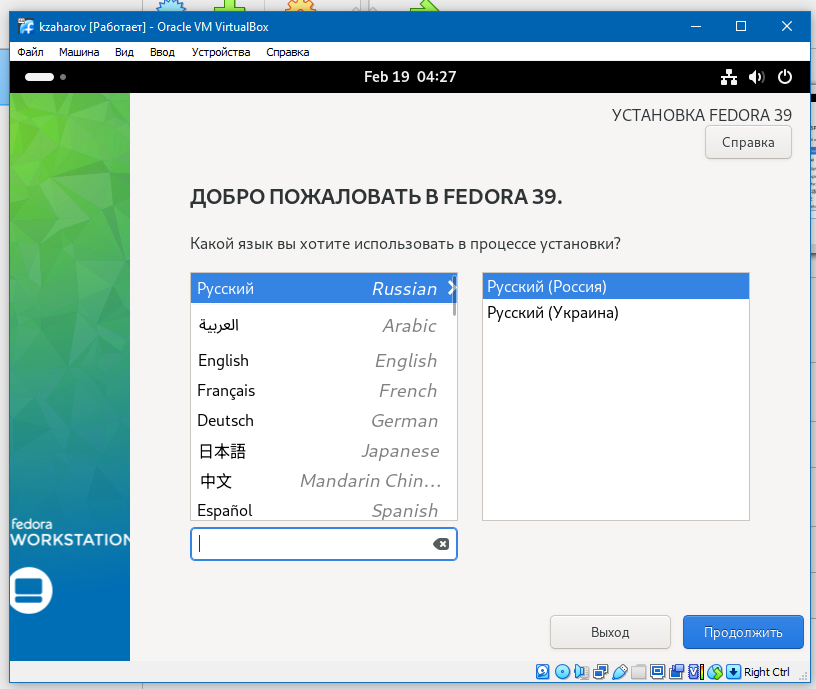 kzaharov [Работает] - Oracle VM VirtualBox
Файл Машина Вид Ввод Устройства Справка
Feb 19 04:27
УСТАНОВКА FEDORA 39
Справка
ДОБРО ПОЖАЛОВАТЬ В FEDORA 39.
Какой язык вы хотите использовать в процессе установки?
Русский Russian
العربية Arabic
English English
Français French
Deutsch German
日本語 Japanese
中文 Mandarin Chin...
Español Spanish
Русский (Россия)
Русский (Украина)
fedora
WORKSTATION
Выход
Продолжить
Right Ctrl